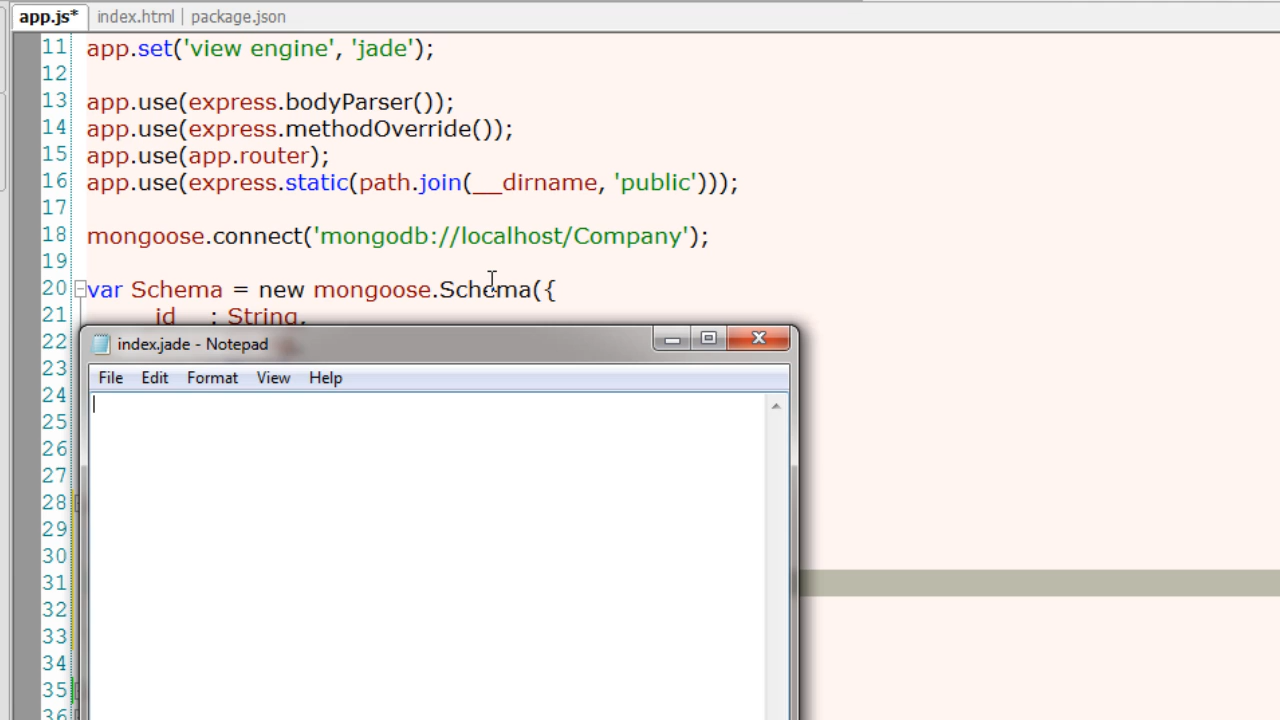 app.js* index.html | package.json
11 app.set('view engine', 'jade');
12
13 app.use(express.bodyParser());
14 app.use(express.methodOverride());
15 app.use(app.router);
16 app.use(express.static(path.join(__dirname, 'public')));
17
18 mongoose.connect('mongodb://localhost/Company');
19
20 var Schema = new mongoose.Schema({
21 id : String,
22 index.jade - Notepad
23 File Edit Format View Help
24
25
26
27
28
29
30
31
32
33
34
35
36